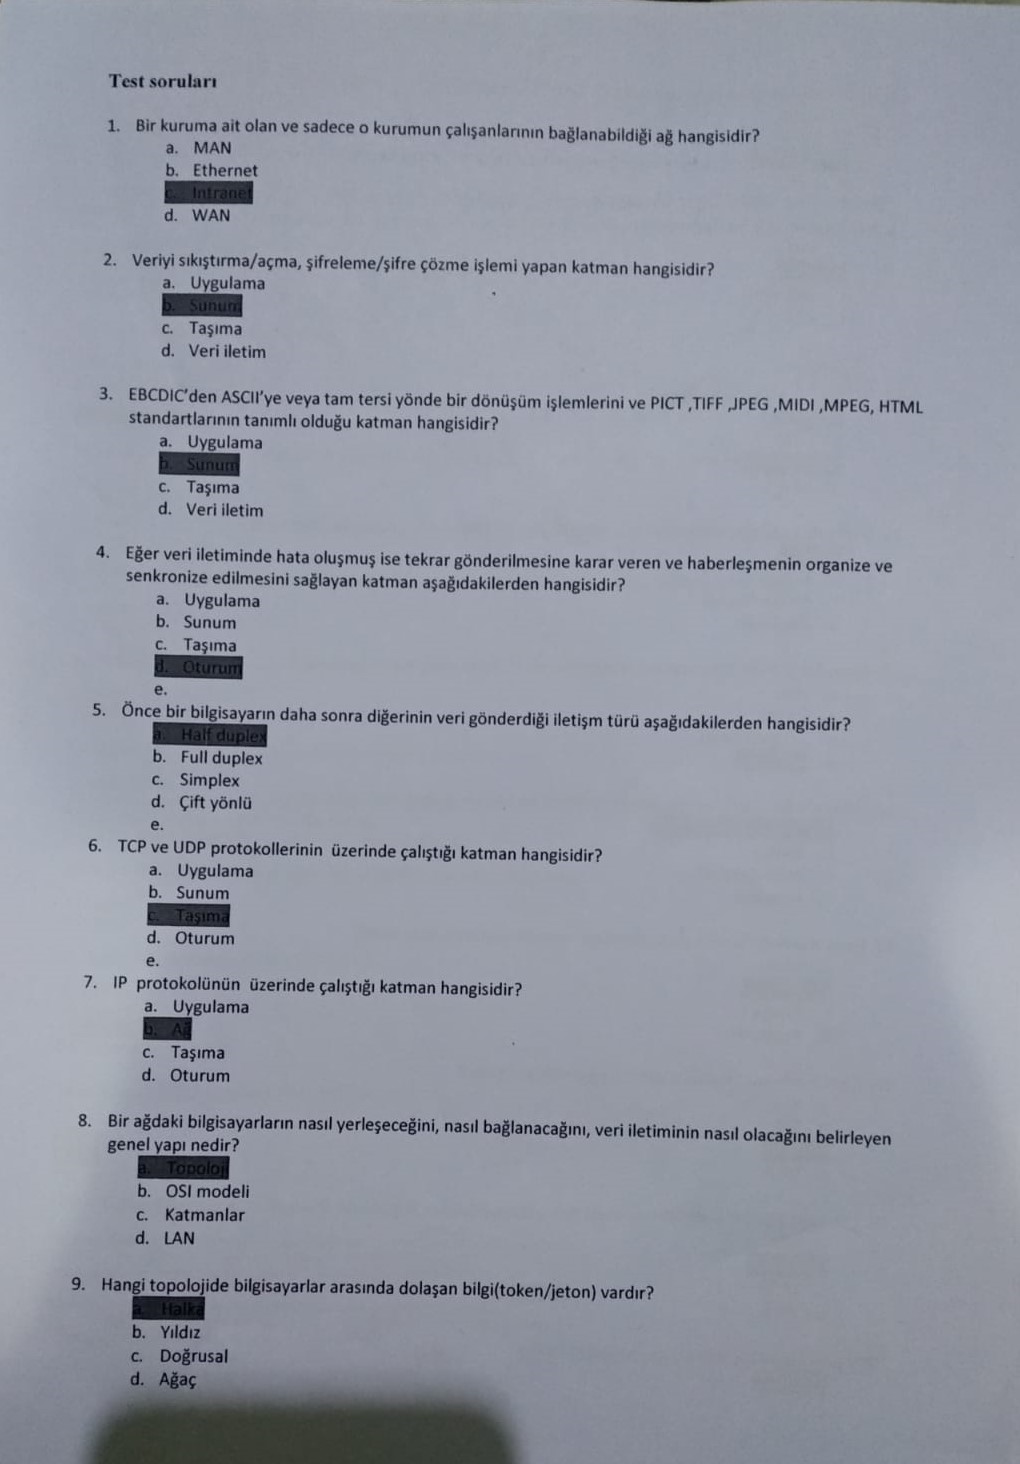 Test soruları
1. Bir kuruma ait olan ve sadece o kurumun çalışanlarının bağlanabildiği ağ hangisidir?
a. MAN
b. Ethernet
c. Intranet
d. WAN
2. Veriyi sıkıştırma/açma, şifreleme/şifre çözme işlemi yapan katman hangisidir?
a. Uygulama
b. Sunum
c. Taşıma
d. Veri iletim
3. EBCDIC'den ASCII'ye veya tam tersi yönde bir dönüşüm işlemlerini ve PICT ,TIFF ,JPEG ,MIDI ,MPEG, HTML
standartlarının tanımlı olduğu katman hangisidir?
a. Uygulama
b. Sunum
c. Taşıma
d. Veri iletim
4. Eğer veri iletiminde hata oluşmuş ise tekrar gönderilmesine karar veren ve haberleşmenin organize ve
senkronize edilmesini sağlayan katman aşağıdakilerden hangisidir?
a. Uygulama
b. Sunum
c. Taşıma
d. Oturum
e.
5. Önce bir bilgisayarın daha sonra diğerinin veri gönderdiği iletişm türü aşağıdakilerden hangisidir?
a. Half duplex
b. Full duplex
c. Simplex
d. Çift yönlü
e.
6. TCP ve UDP protokollerinin üzerinde çalıştığı katman hangisidir?
a. Uygulama
b. Sunum
c. Taşıma
d. Oturum
e.
7. IP protokolünün üzerinde çalıştığı katman hangisidir?
a. Uygulama
b. Ağ
c. Taşıma
d. Oturum
8. Bir ağdaki bilgisayarların nasıl yerleşeceğini, nasıl bağlanacağını, veri iletiminin nasıl olacağını belirleyen
genel yapı nedir?
a. Topoloji
b. OSI modeli
c. Katmanlar
d. LAN
9. Hangi topolojide bilgisayarlar arasında dolaşan bilgi(token/jeton) vardır?
a. Halka
b. Yıldız
c. Doğrusal
d. Ağaç